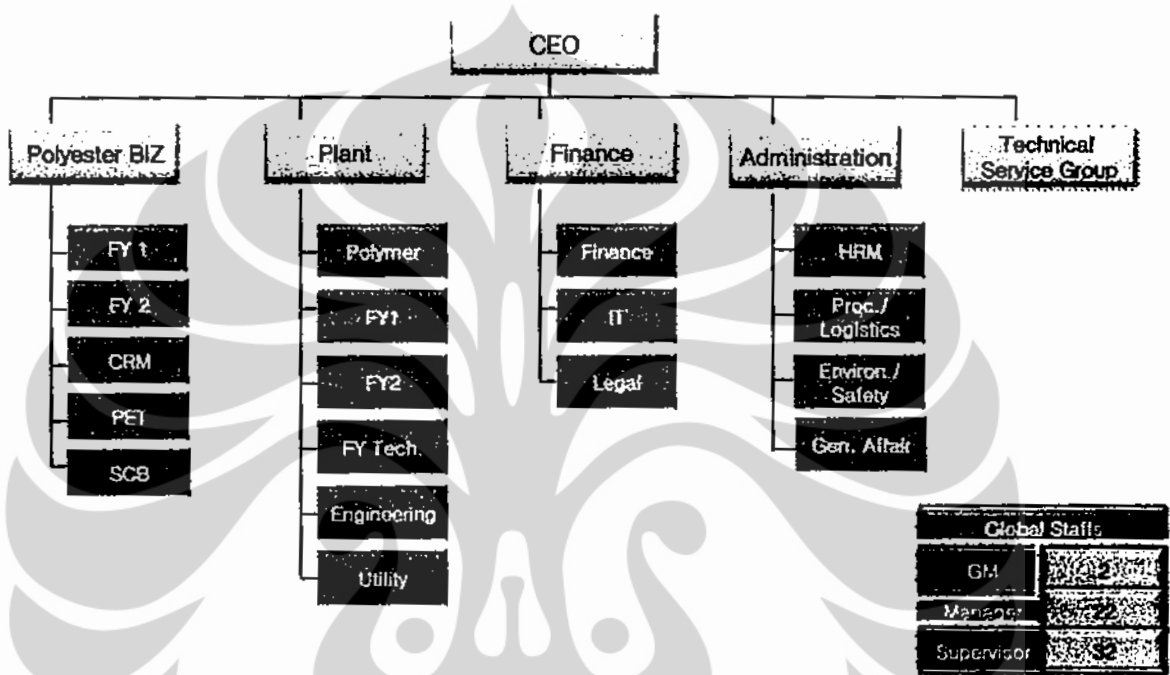 CEO
Polyester BIZ
Plant
Finance
Administration
Technical
Service Group
FY 1
FY 2
CRM
PET
SCB
Polymer
FY1
FY2
FY Tech.
Engineering
Utility
Finance
IT
Legal
HRM
Proc./
Logistics
Environ./
Safety
Gen. Affair
Global Staffs
GM
Manager
22
Supervisor